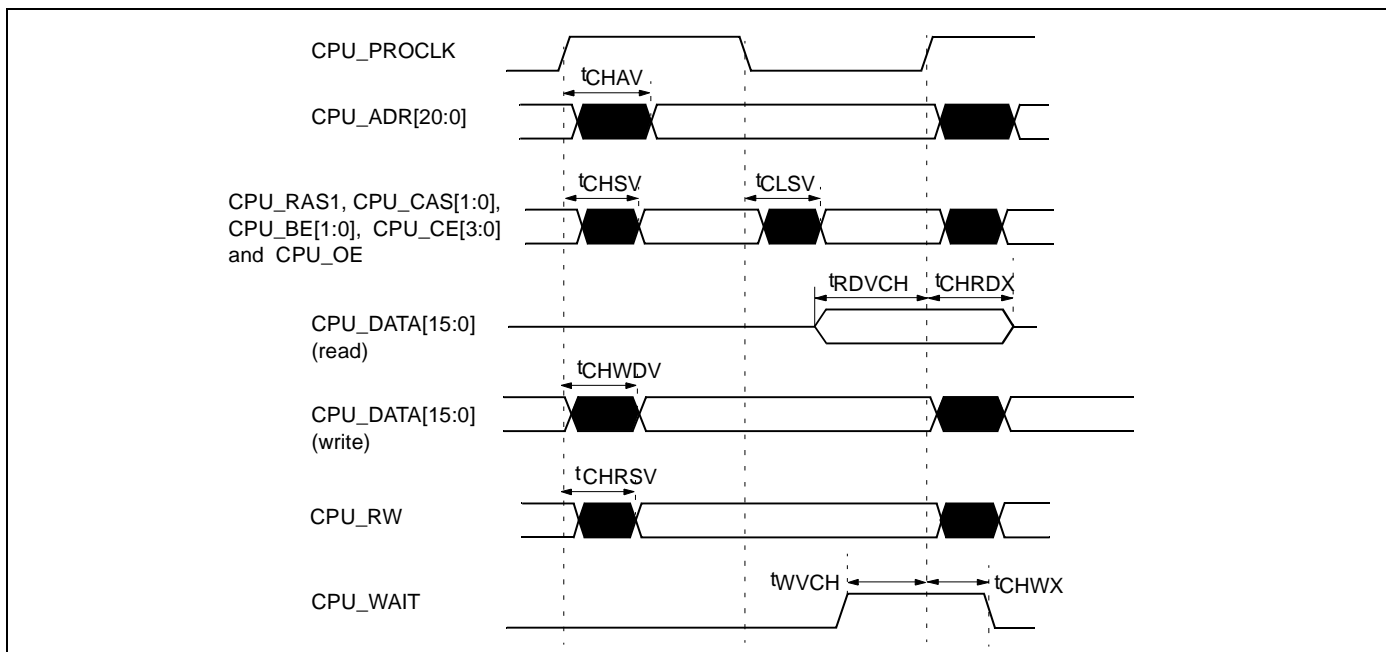 CPU_PROCLK
tCHAV
CPU_ADR[20:0]
tCHSV
tCLSV
CPU_RAS1, CPU_CAS[1:0],
CPU_BE[1:0], CPU_CE[3:0]
and CPU_OE
tRDVCH
tCHRDX
CPU_DATA[15:0]
(read)
tCHWDV
CPU_DATA[15:0]
(write)
tCHRSV
CPU_RW
tWVCH
tCHWX
CPU_WAIT